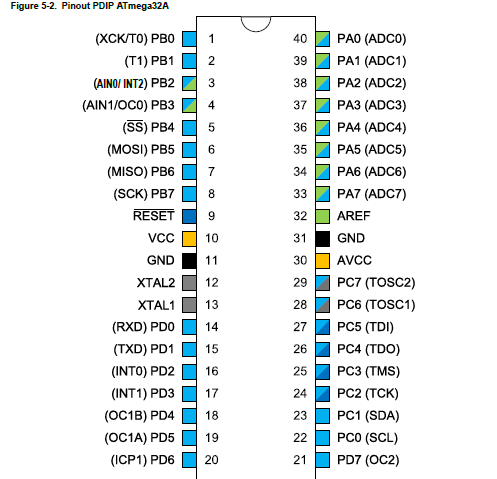 Figure 5-2. Pinout PDIP ATmega32A
(XCK/T0) PB0 1 40 PA0 (ADC0)
(T1) PB1 2 39 PA1 (ADC1)
(AIN0/ INT2) PB2 3 38 PA2 (ADC2)
(AIN1/OC0) PB3 4 37 PA3 (ADC3)
(SS) PB4 5 36 PA4 (ADC4)
(MOSI) PB5 6 35 PA5 (ADC5)
(MISO) PB6 7 34 PA6 (ADC6)
(SCK) PB7 8 33 PA7 (ADC7)
RESET 9 32 AREF
VCC 10 31 GND
GND 11 30 AVCC
XTAL2 12 29 PC7 (TOSC2)
XTAL1 13 28 PC6 (TOSC1)
(RXD) PD0 14 27 PC5 (TDI)
(TXD) PD1 15 26 PC4 (TDO)
(INT0) PD2 16 25 PC3 (TMS)
(INT1) PD3 17 24 PC2 (TCK)
(OC1B) PD4 18 23 PC1 (SDA)
(OC1A) PD5 19 22 PC0 (SCL)
(ICP1) PD6 20 21 PD7 (OC2)